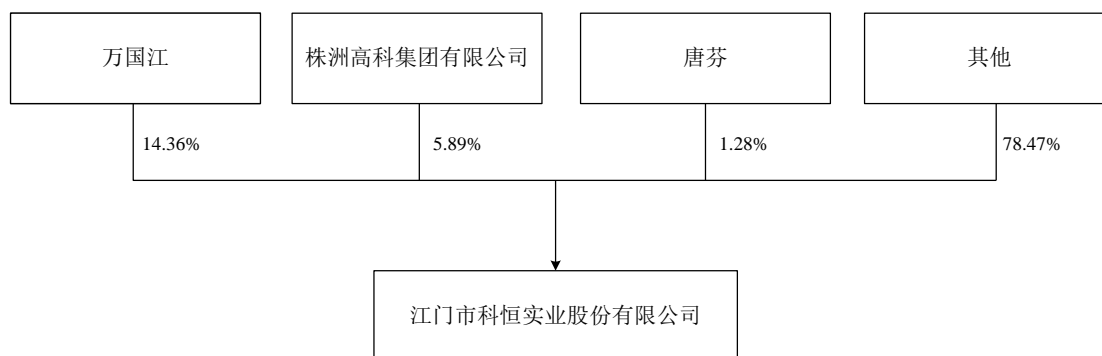 万国江
株洲高科集团有限公司
唐芬
其他
14.36%
5.89%
1.28%
78.47%
江门市科恒实业股份有限公司